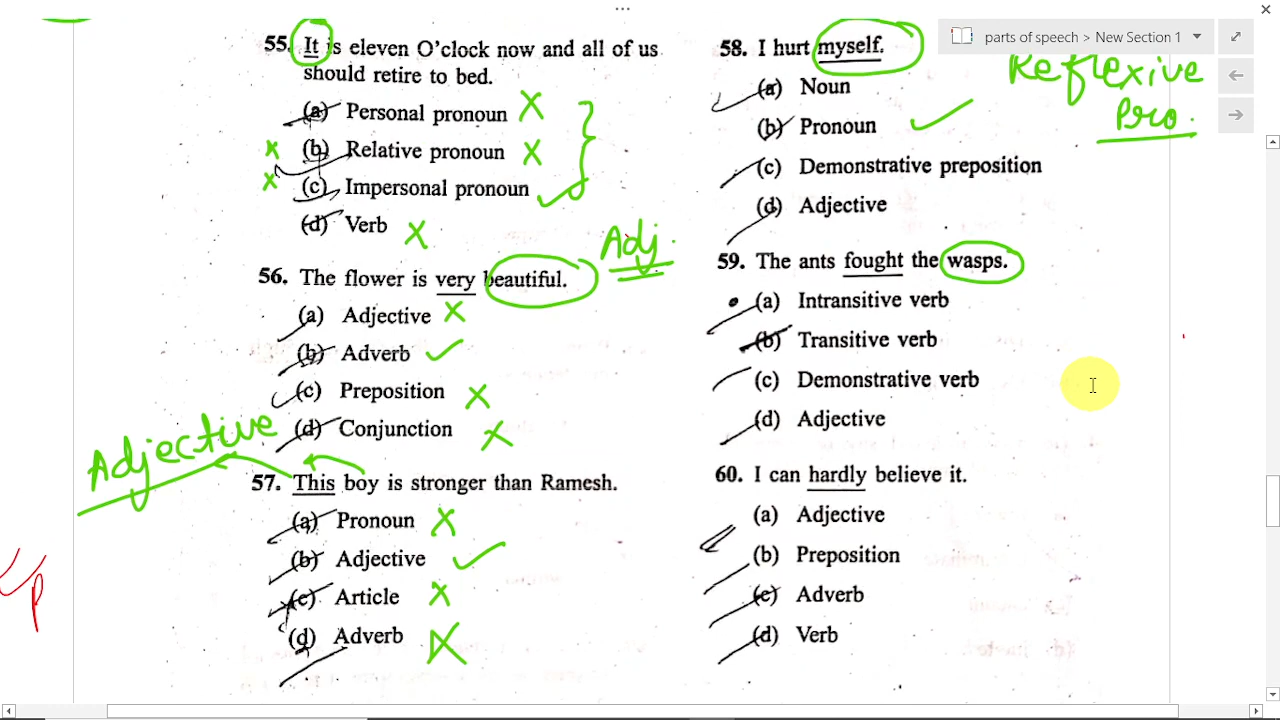 parts of speech > New Section 1
55. It is eleven O'clock now and all of us
should retire to bed.
(a) Personal pronoun
(b) Relative pronoun
(c) Impersonal pronoun
(d) Verb
Adj.
56. The flower is very beautiful.
(a) Adjective
(b) Adverb
(c) Preposition
(d) Conjunction
Adjective
57. This boy is stronger than Ramesh.
(a) Pronoun
(b) Adjective
(c) Article
(d) Adverb
58. I hurt myself.
Reflexive
Pro.
(a) Noun
(b) Pronoun
(c) Demonstrative preposition
(d) Adjective
59. The ants fought the wasps.
(a) Intransitive verb
(b) Transitive verb
(c) Demonstrative verb
(d) Adjective
60. I can hardly believe it.
(a) Adjective
(b) Preposition
(c) Adverb
(d) Verb